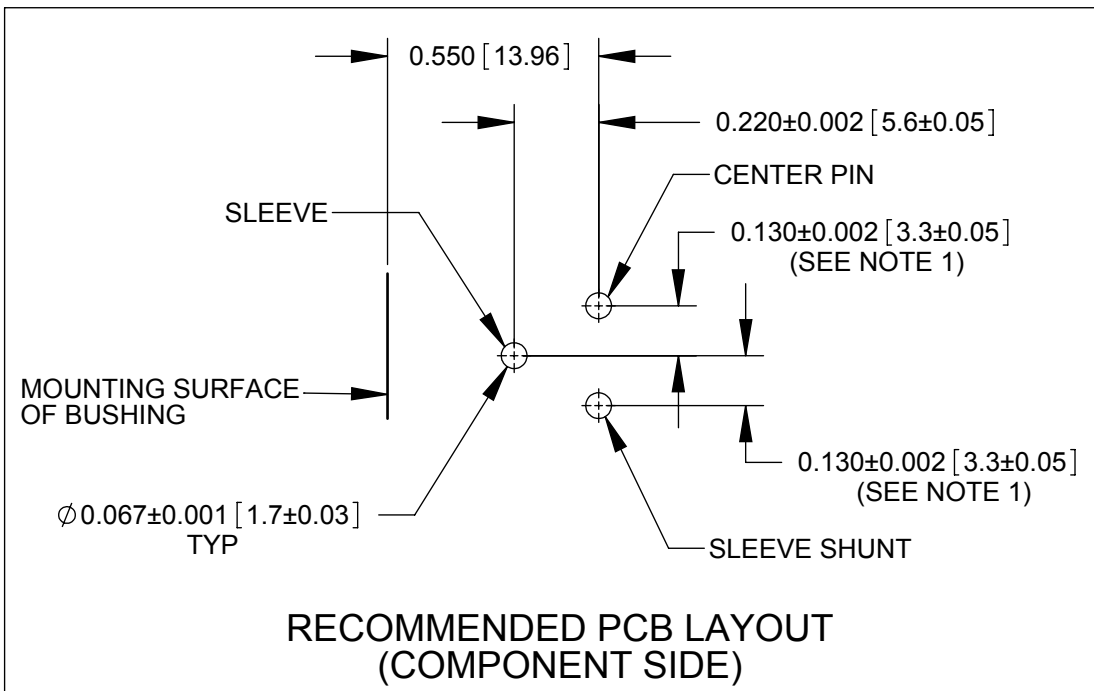 0.550 [13.96]
0.220±0.002 [5.6±0.05]
CENTER PIN
SLEEVE
0.130±0.002 [3.3±0.05]
(SEE NOTE 1)
MOUNTING SURFACE
OF BUSHING
0.130±0.002 [3.3±0.05]
(SEE NOTE 1)
∅0.067±0.001 [1.7±0.03]
TYP
SLEEVE SHUNT
RECOMMENDED PCB LAYOUT
(COMPONENT SIDE)